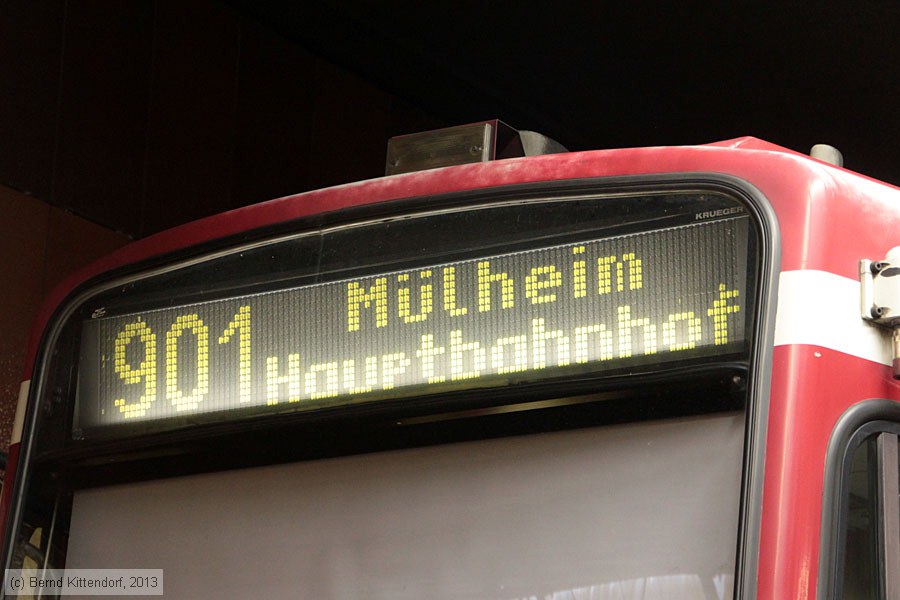 KRUEGER
901 Mülheim
Hauptbahnhof
(c) Bernd Kittendorf, 2013